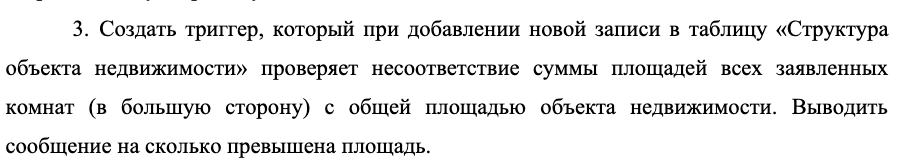 3. Создать триггер, который при добавлении новой записи в таблицу «Структура
объекта недвижимости» проверяет несоответствие суммы площадей всех заявленных
комнат (в большую сторону) с общей площадью объекта недвижимости. Выводить
сообщение на сколько превышена площадь.